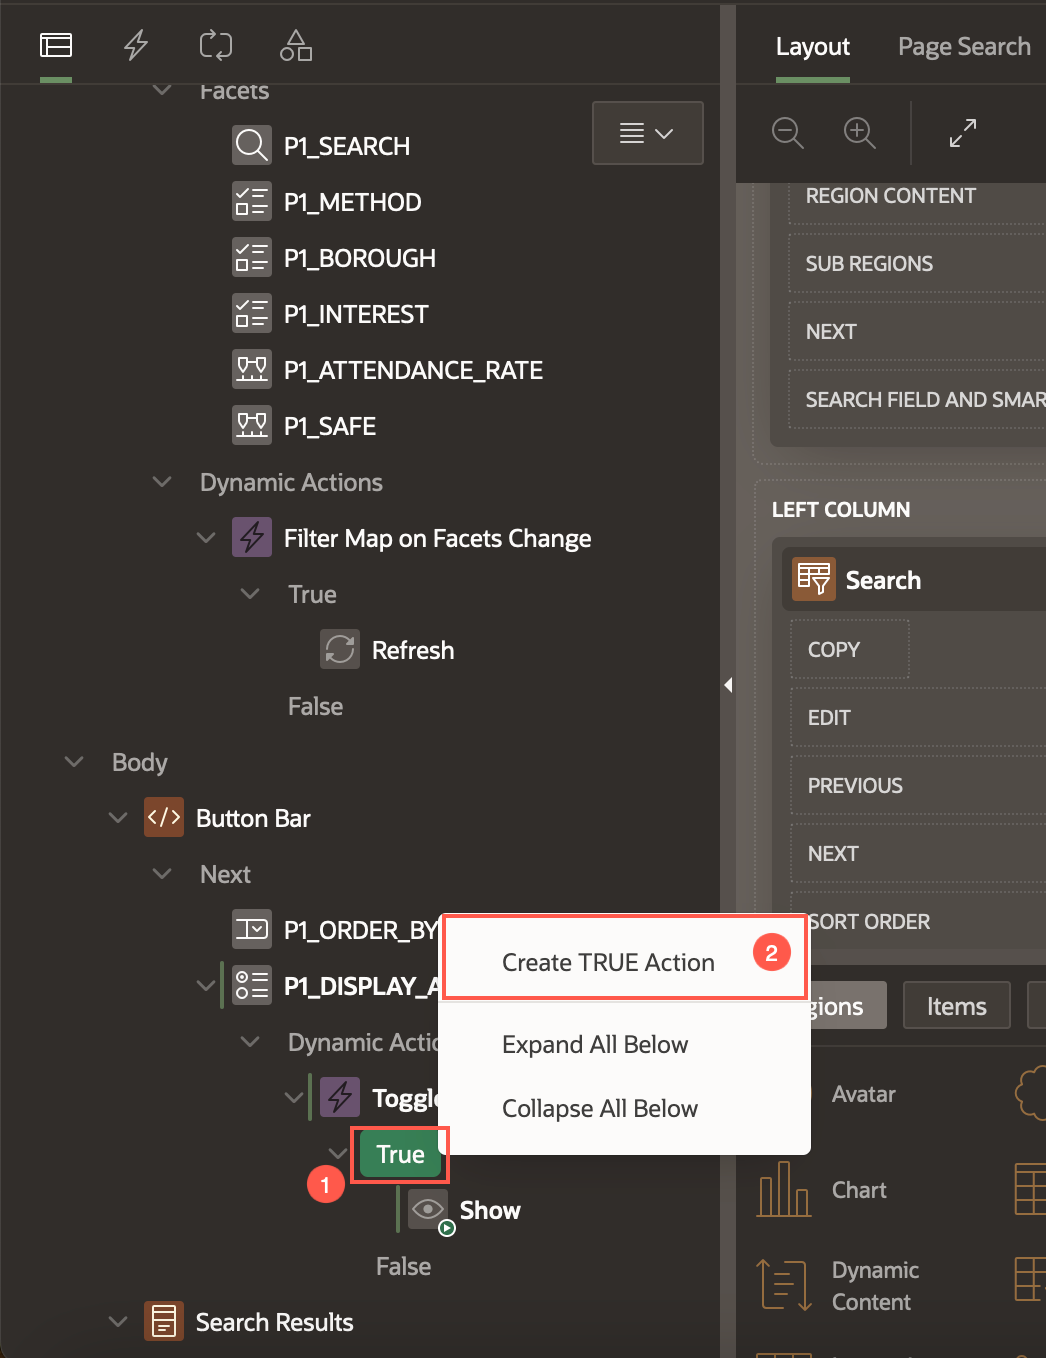 Facets
P1_SEARCH
P1_METHOD
P1_BOROUGH
P1_INTEREST
P1_ATTENDANCE_RATE
P1_SAFE
Dynamic Actions
Filter Map on Facets Change
True
Refresh
False
Body
Button Bar
Next
P1_ORDER_BY
P1_DISPLAY_A
Dynamic Actio
Toggle
True
1
Show
False
Search Results
Create TRUE Action
2
Expand All Below
Collapse All Below
Layout
Page Search
REGION CONTENT
SUB REGIONS
NEXT
SEARCH FIELD AND SMAR
LEFT COLUMN
Search
COPY
EDIT
PREVIOUS
NEXT
SORT ORDER
gions
Items
Avatar
Chart
Dynamic
Content